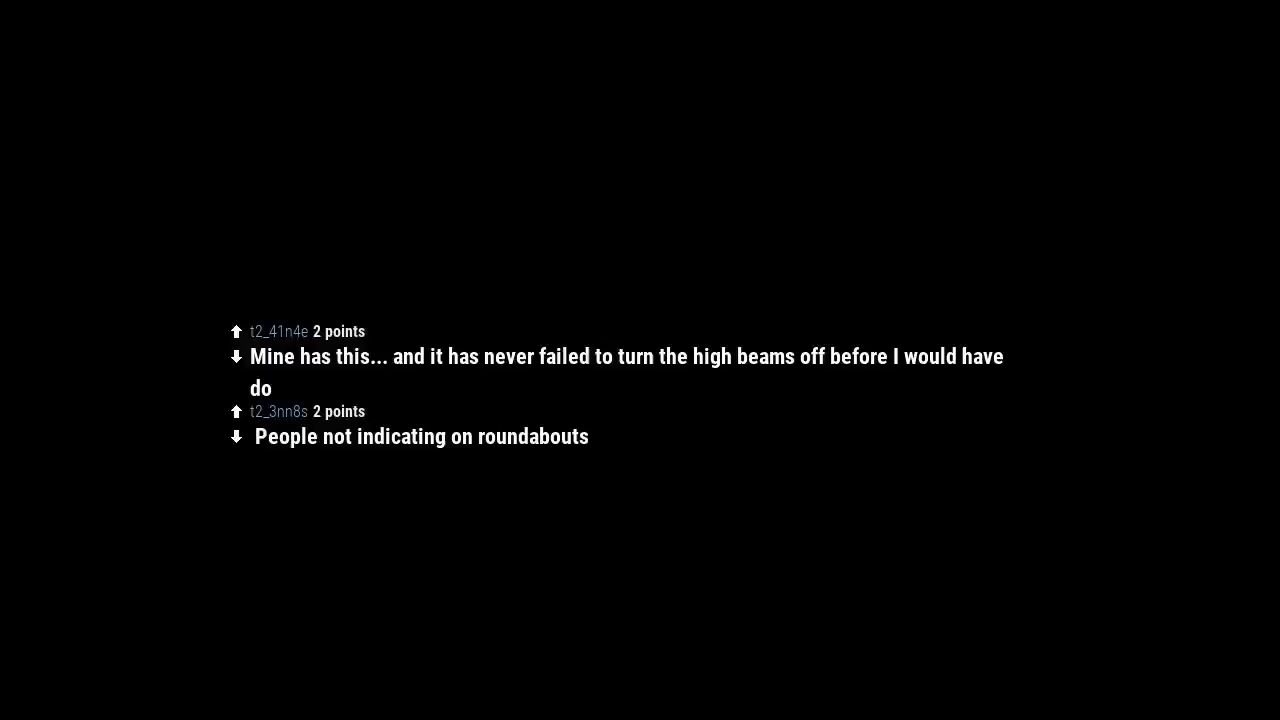 t2_41n4e 2 points
Mine has this... and it has never failed to turn the high beams off before I would have
do
t2_3nn8s 2 points
People not indicating on roundabouts